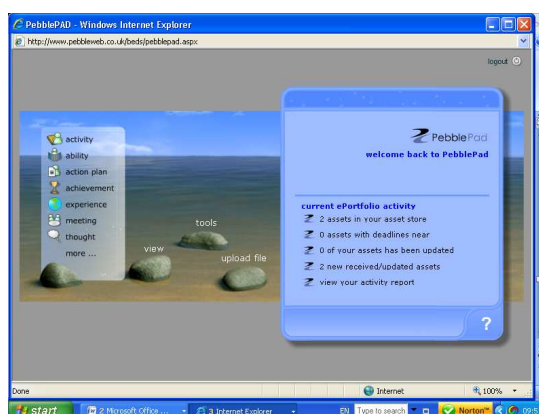 PebblePAD - Windows Internet Explorer
http://www.pebbleweb.co.uk/beds/pebblepad.aspx
logout
activity
ability
action plan
achievement
experience
meeting
thought
more ...
view
tools
upload file
PebblePad
welcome back to PebblePad
current ePortfolio activity
2 assets in your asset store
0 assets with deadlines near
0 of your assets has been updated
2 new received/updated assets
view your activity report
?
Done
Internet
100%
start
2 Microsoft Office ...
3 Internet Explorer
EN
Type to search
Norton™